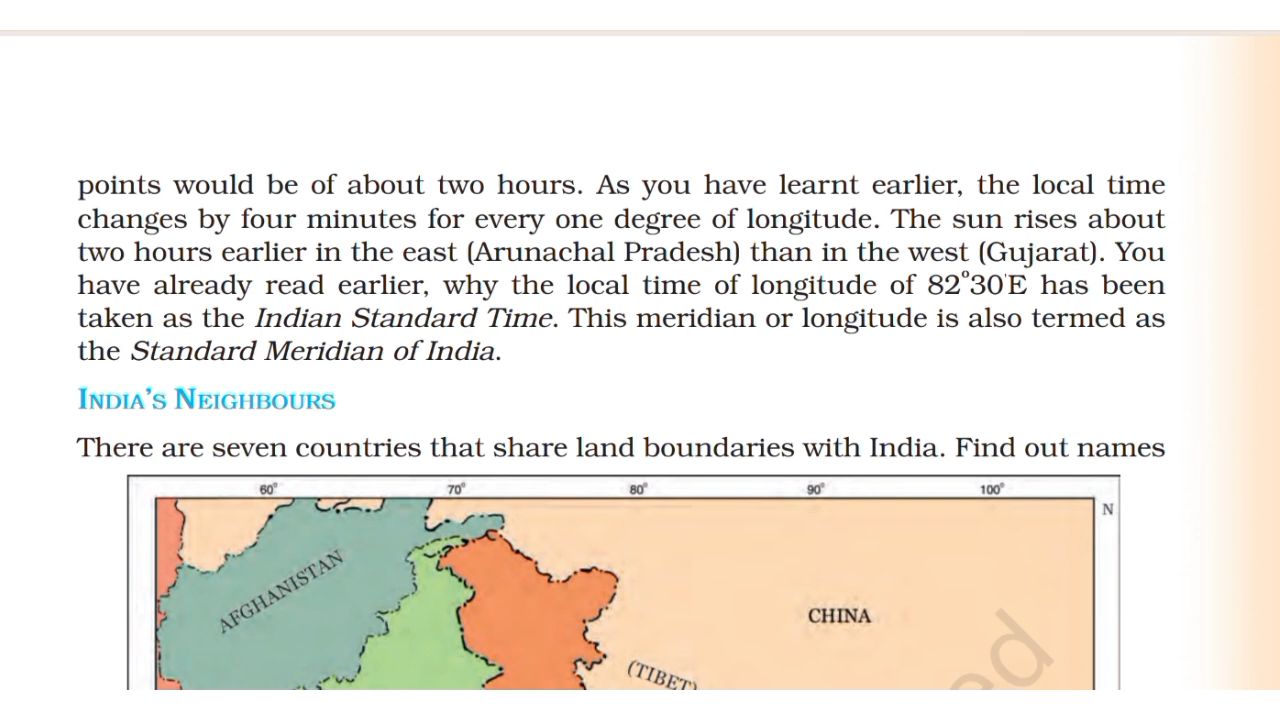 points would be of about two hours. As you have learnt earlier, the local time
changes by four minutes for every one degree of longitude. The sun rises about
two hours earlier in the east (Arunachal Pradesh) than in the west (Gujarat). You
have already read earlier, why the local time of longitude of 82°30'E has been
taken as the Indian Standard Time. This meridian or longitude is also termed as
the Standard Meridian of India.
INDIA'S NEIGHBOURS
There are seven countries that share land boundaries with India. Find out names
60° 70° 80° 90° 100°
N
AFGHANISTAN
CHINA
(TIBET)
ed